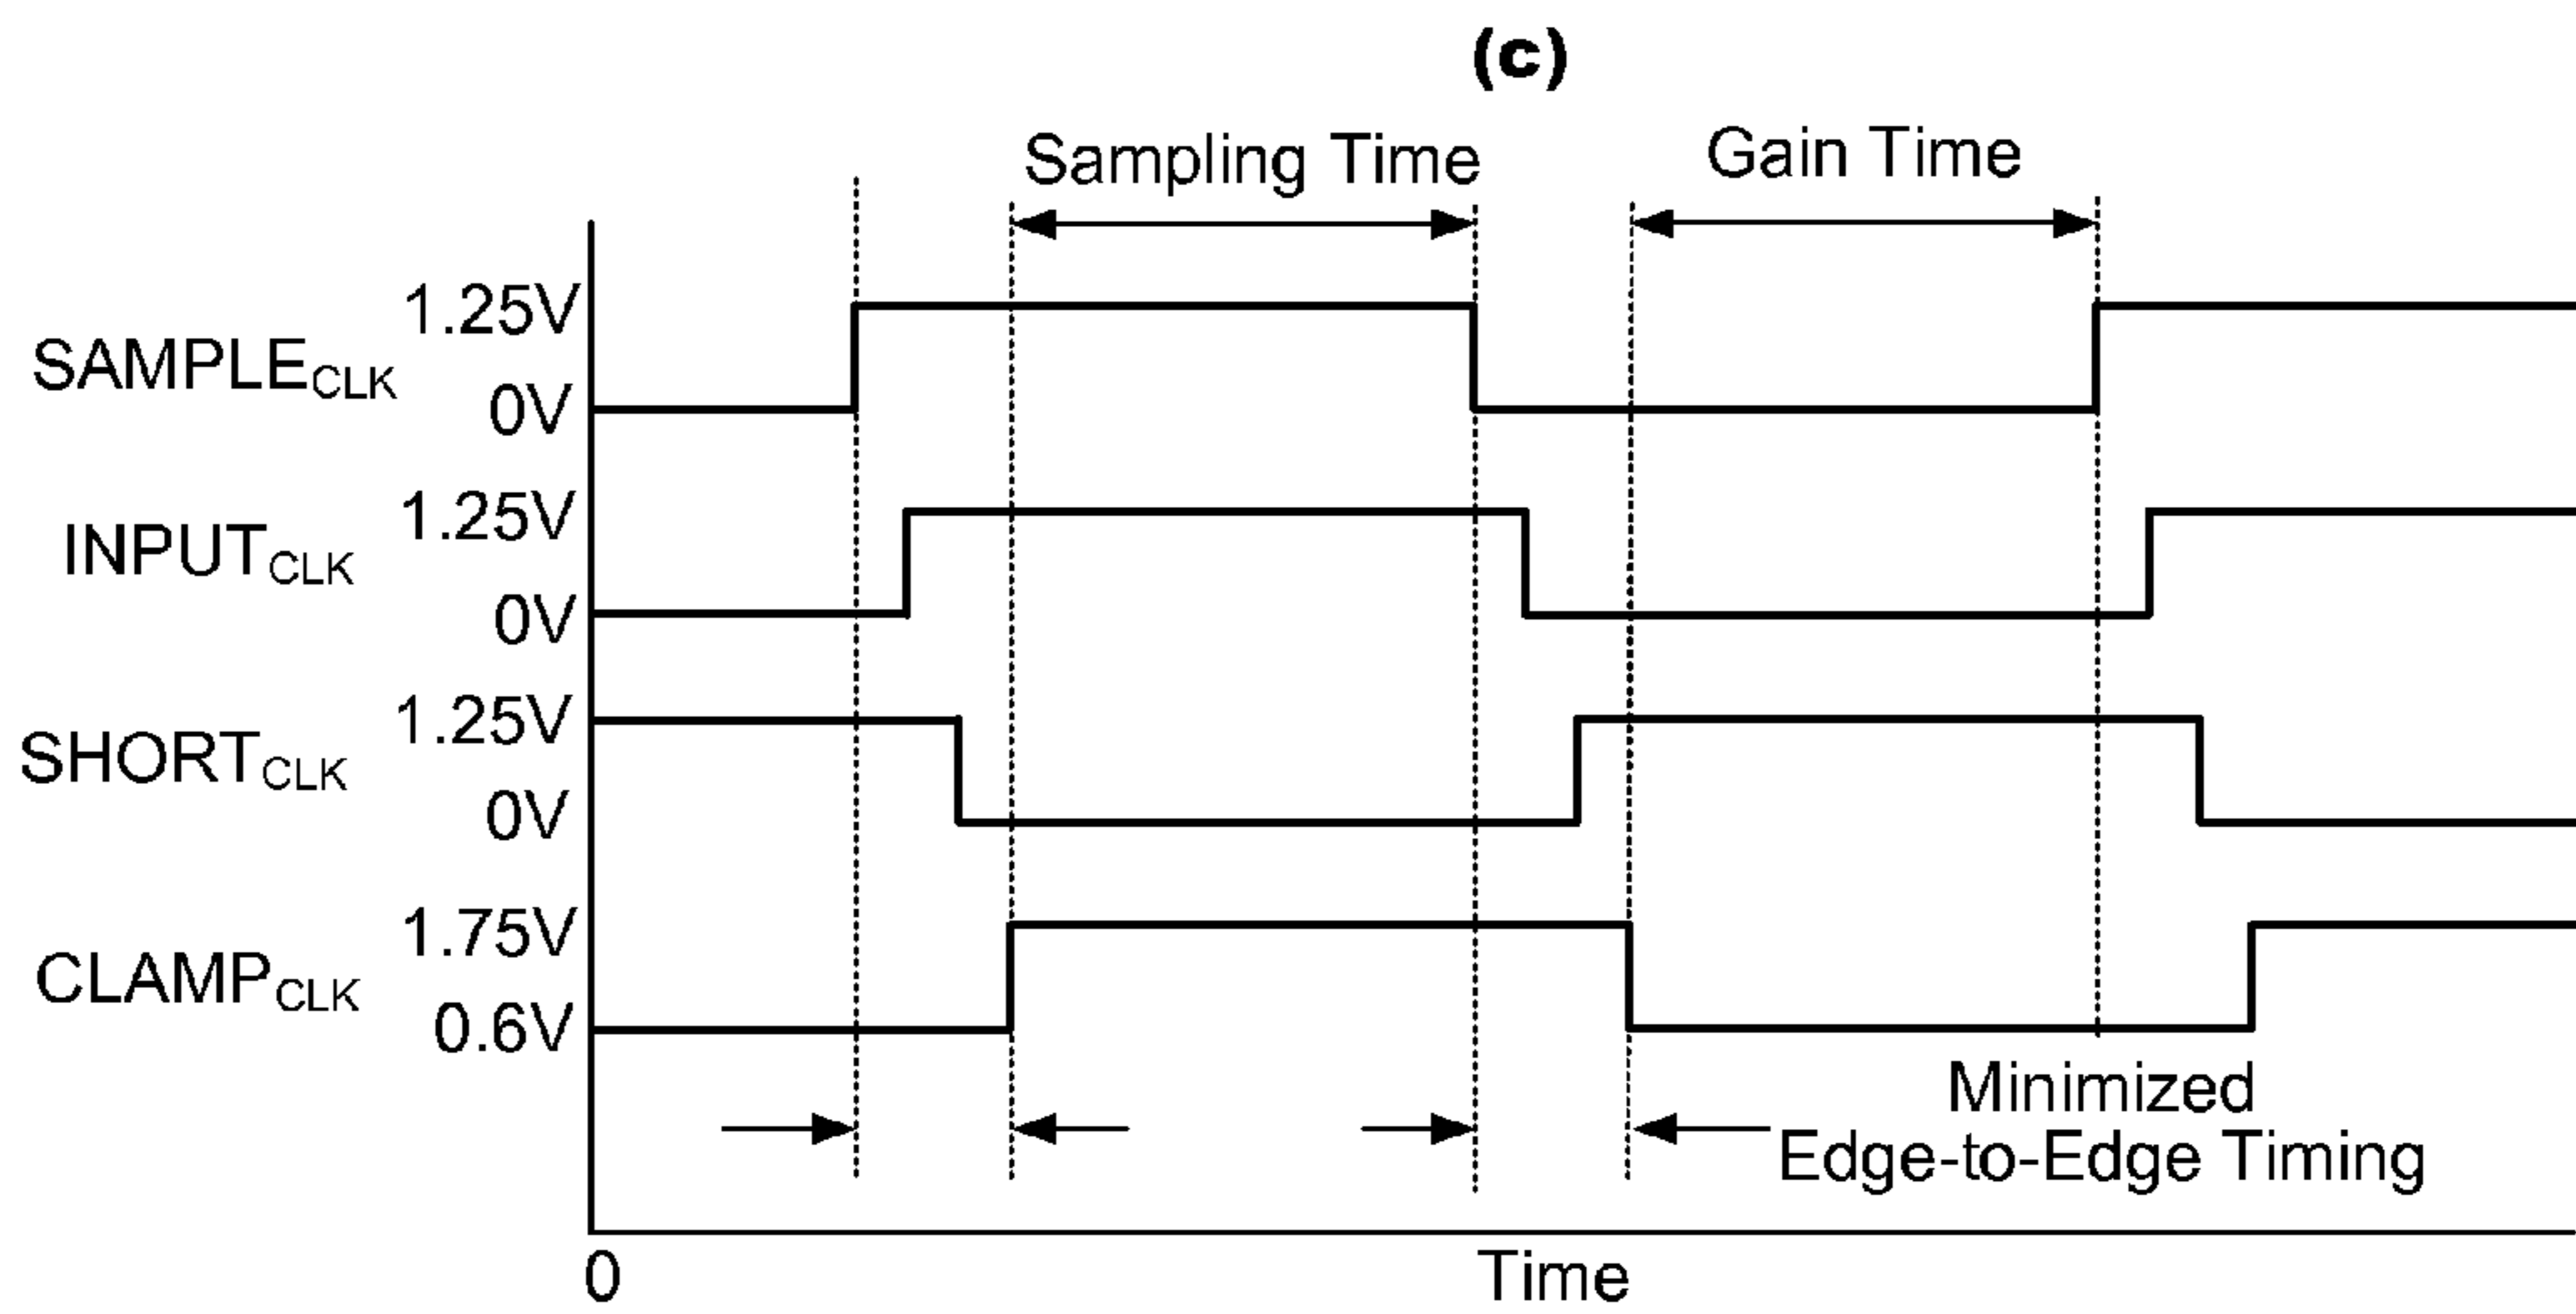 (c)
Sampling Time
Gain Time
1.25V
SAMPLECLK
0V
1.25V
INPUTCLK
0V
1.25V
SHORTCLK
0V
1.75V
CLAMPCLK
0.6V
Minimized
Edge-to-Edge Timing
0
Time